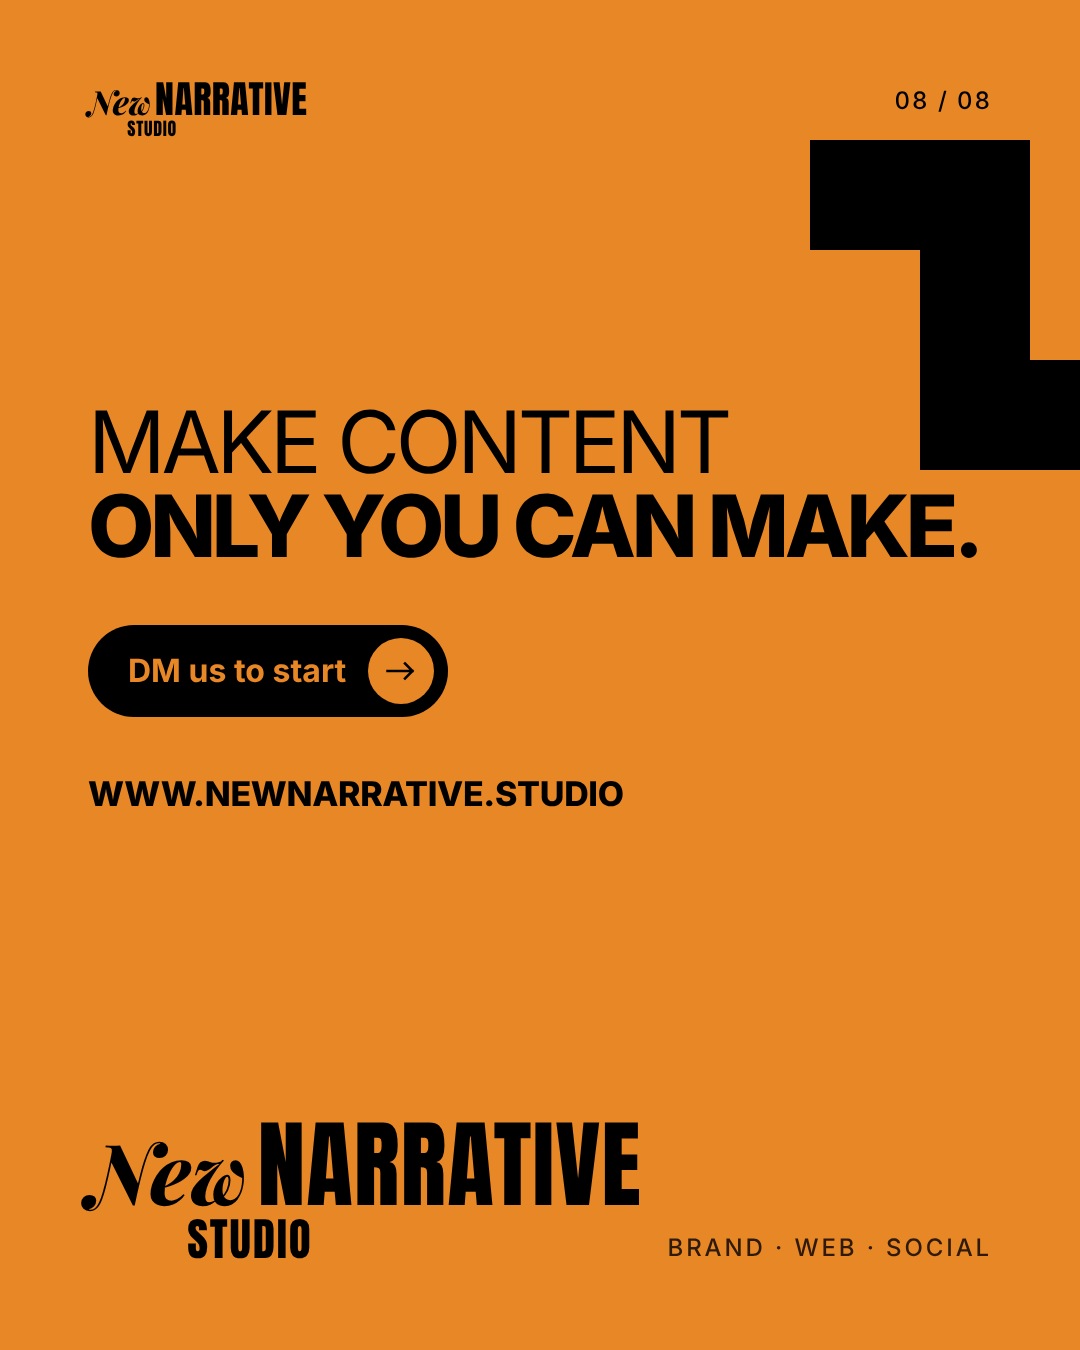 New NARRATIVE
STUDIO
08 / 08
MAKE CONTENT
ONLY YOU CAN MAKE.
DM us to start →
WWW.NEWNARRATIVE.STUDIO
New NARRATIVE
STUDIO
BRAND · WEB · SOCIAL